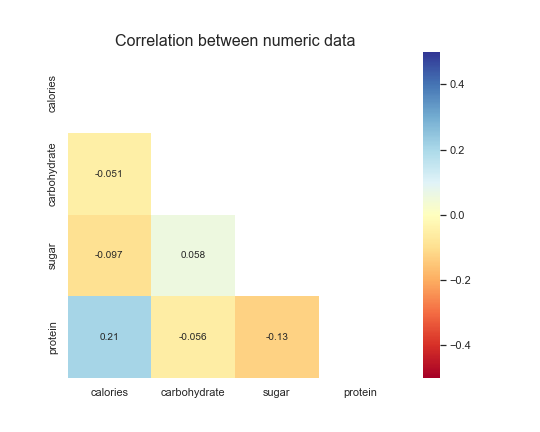 Correlation between numeric data
calories
carbohydrate
sugar
protein
-0.051
-0.097 0.058
0.21 -0.056 -0.13
calories carbohydrate sugar protein
0.4
0.2
0.0
−0.2
−0.4